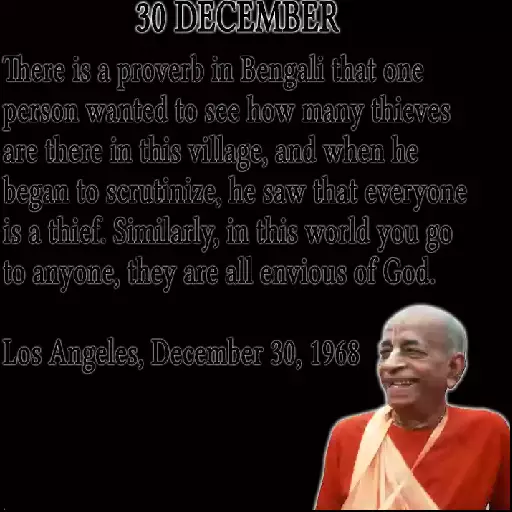 30 DECEMBER
There is a proverb in Bengali that one
person wanted to see how many thieves
are there in this village, and when he
began to scrutinize, he saw that everyone
is a thief. Similarly, in this world you go
to anyone, they are all envious of God.
Los Angeles, December 30, 1968